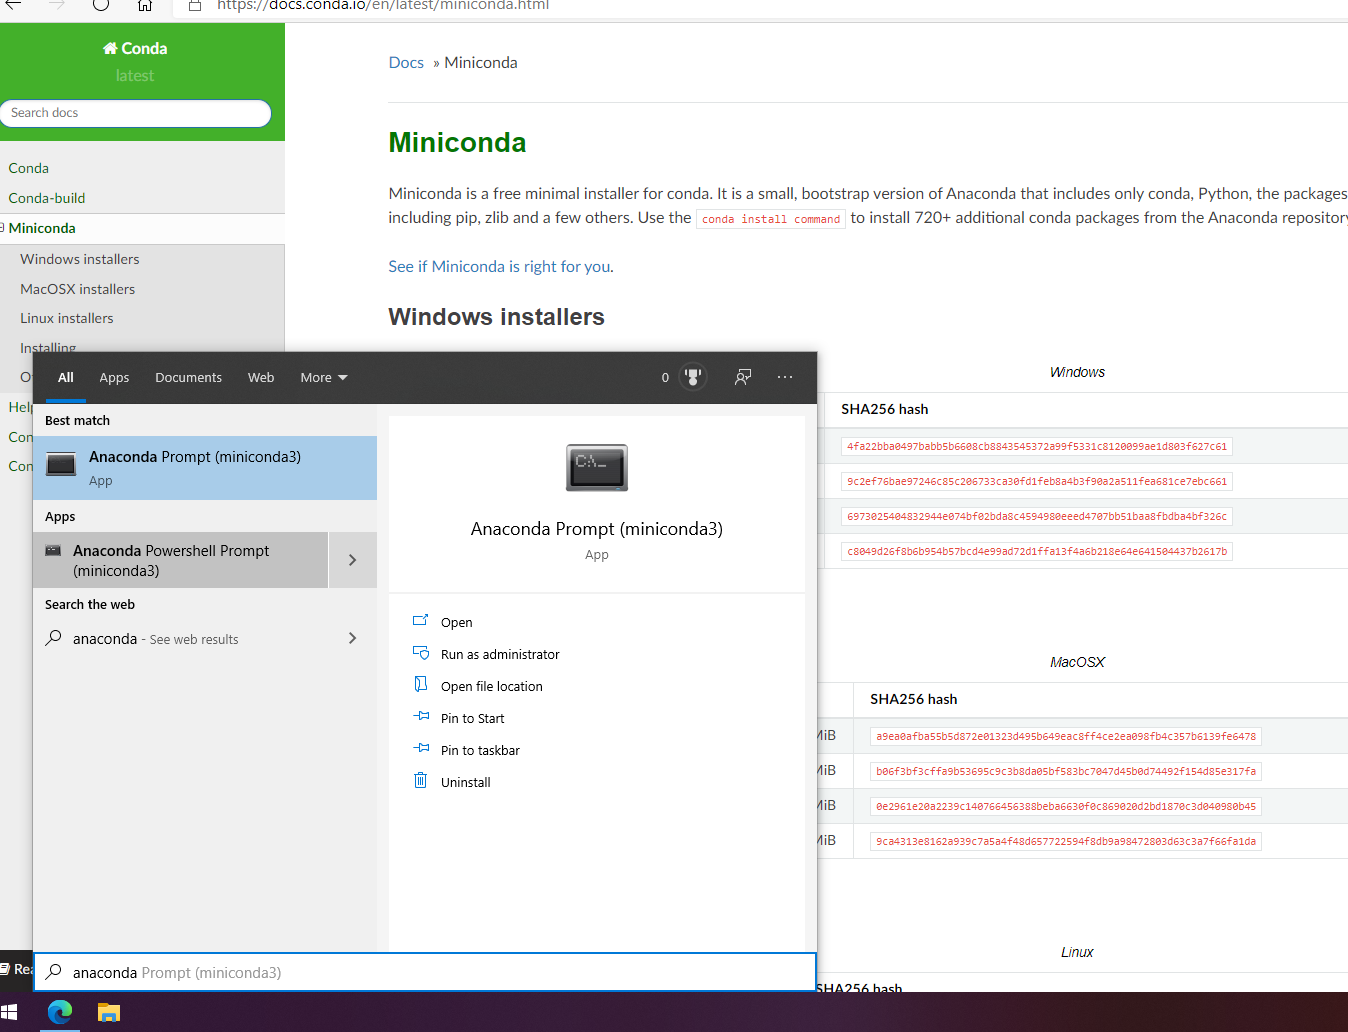 https://docs.conda.io/en/latest/miniconda.html
Conda
latest
Search docs
Conda
Conda-build
Miniconda
Windows installers
MacOSX installers
Linux installers
Installing
Docs » Miniconda
Miniconda
Miniconda is a free minimal installer for conda. It is a small, bootstrap version of Anaconda that includes only conda, Python, the packages
including pip, zlib and a few others. Use the conda install command to install 720+ additional conda packages from the Anaconda repository
See if Miniconda is right for you.
Windows installers
Windows
SHA256 hash
4fa22bba0497babb5b6608cb8843545372a99f5331c8120099ae1d803f627c61
9c2ef76bae97246c85c206733ca30fd1feb8a4b3f90a2a511fea681ce7ebc661
6973025404832944e074bf02bda8c4594980eeed4707bb51baa8fbdba4bf326c
c8049d26f8b6b954b57bcd4e99ad72d1ffa13f4a6b218e64e641504437b2617b
MacOSX
SHA256 hash
MiB a9ea0afba55b5d872e01323d495b649eac8ff4ce2ea098fb4c357b6139fe6478
MiB b06f3bf3cffa9b53695c9c3b8da05bf583bc7047d45b0d74492f154d85e317fa
MiB 0e2961e20a2239c140766456388beba6630f0c869020d2bd1870c3d040980b45
MiB 9ca4313e8162a939c7a5a4f48d657722594f8db9a98472803d63c3a7f66fa1da
Linux
SHA256 hash
All Apps Documents Web More 0 ...
Best match
Anaconda Prompt (miniconda3)
App
Apps
Anaconda Powershell Prompt
(miniconda3)
Search the web
anaconda - See web results
C:\_
Anaconda Prompt (miniconda3)
App
Open
Run as administrator
Open file location
Pin to Start
Pin to taskbar
Uninstall
anaconda Prompt (miniconda3)